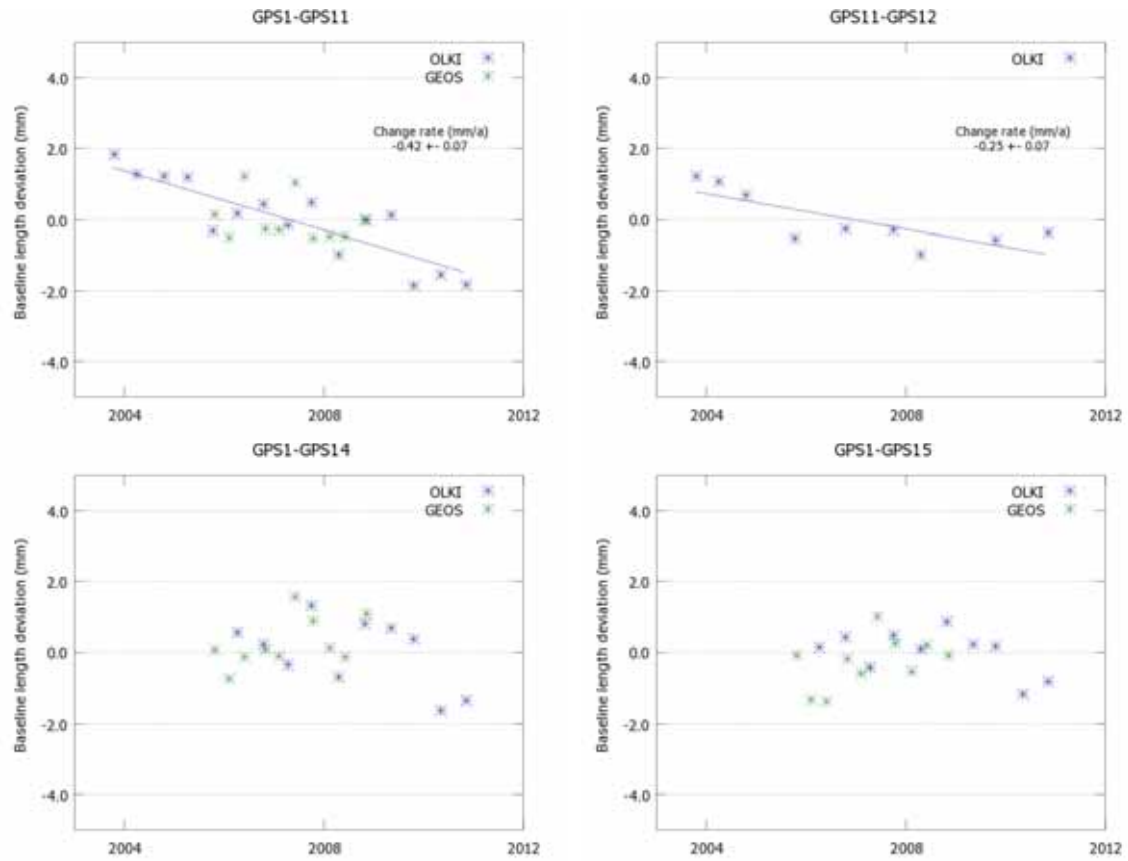 GPS1-GPS11
Baseline length deviation (mm)
4.0
2.0
0.0
-2.0
-4.0
OLKI
GEOS
Change rate (mm/a)
-0.42 +- 0.07
2004
2008
2012
GPS11-GPS12
Baseline length deviation (mm)
4.0
2.0
0.0
-2.0
-4.0
OLKI
Change rate (mm/a)
-0.25 +- 0.07
2004
2008
2012
GPS1-GPS14
Baseline length deviation (mm)
4.0
2.0
0.0
-2.0
-4.0
OLKI
GEOS
2004
2008
2012
GPS1-GPS15
Baseline length deviation (mm)
4.0
2.0
0.0
-2.0
-4.0
OLKI
GEOS
2004
2008
2012